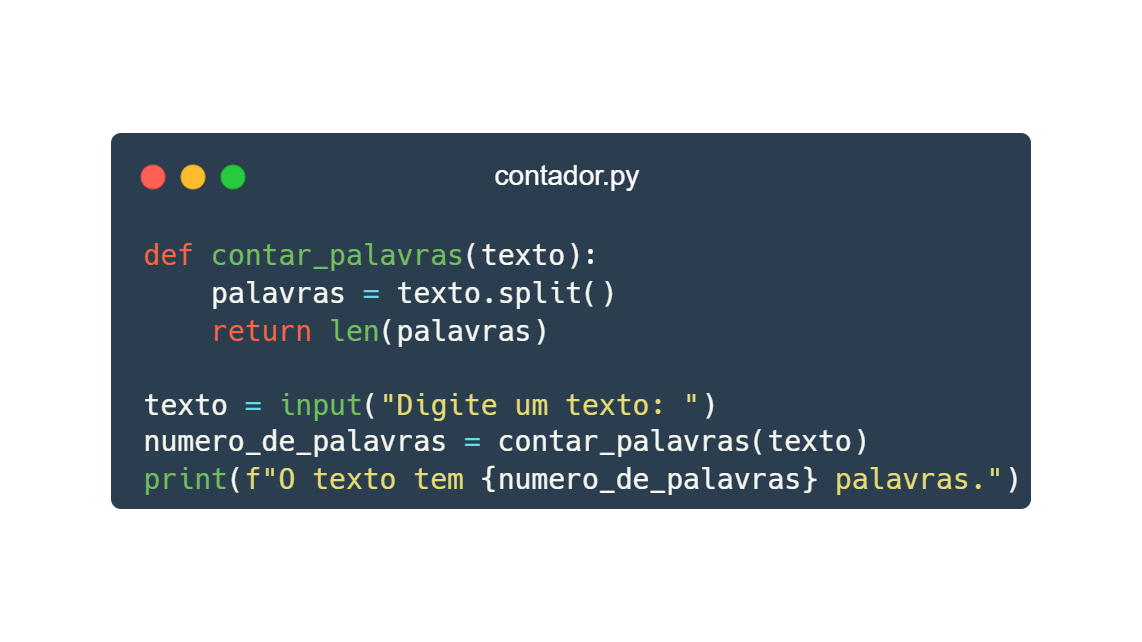 contador.py
def contar_palavras(texto):
    palavras = texto.split()
    return len(palavras)
texto = input("Digite um texto: ")
numero_de_palavras = contar_palavras(texto)
print(f"O texto tem {numero_de_palavras} palavras.")